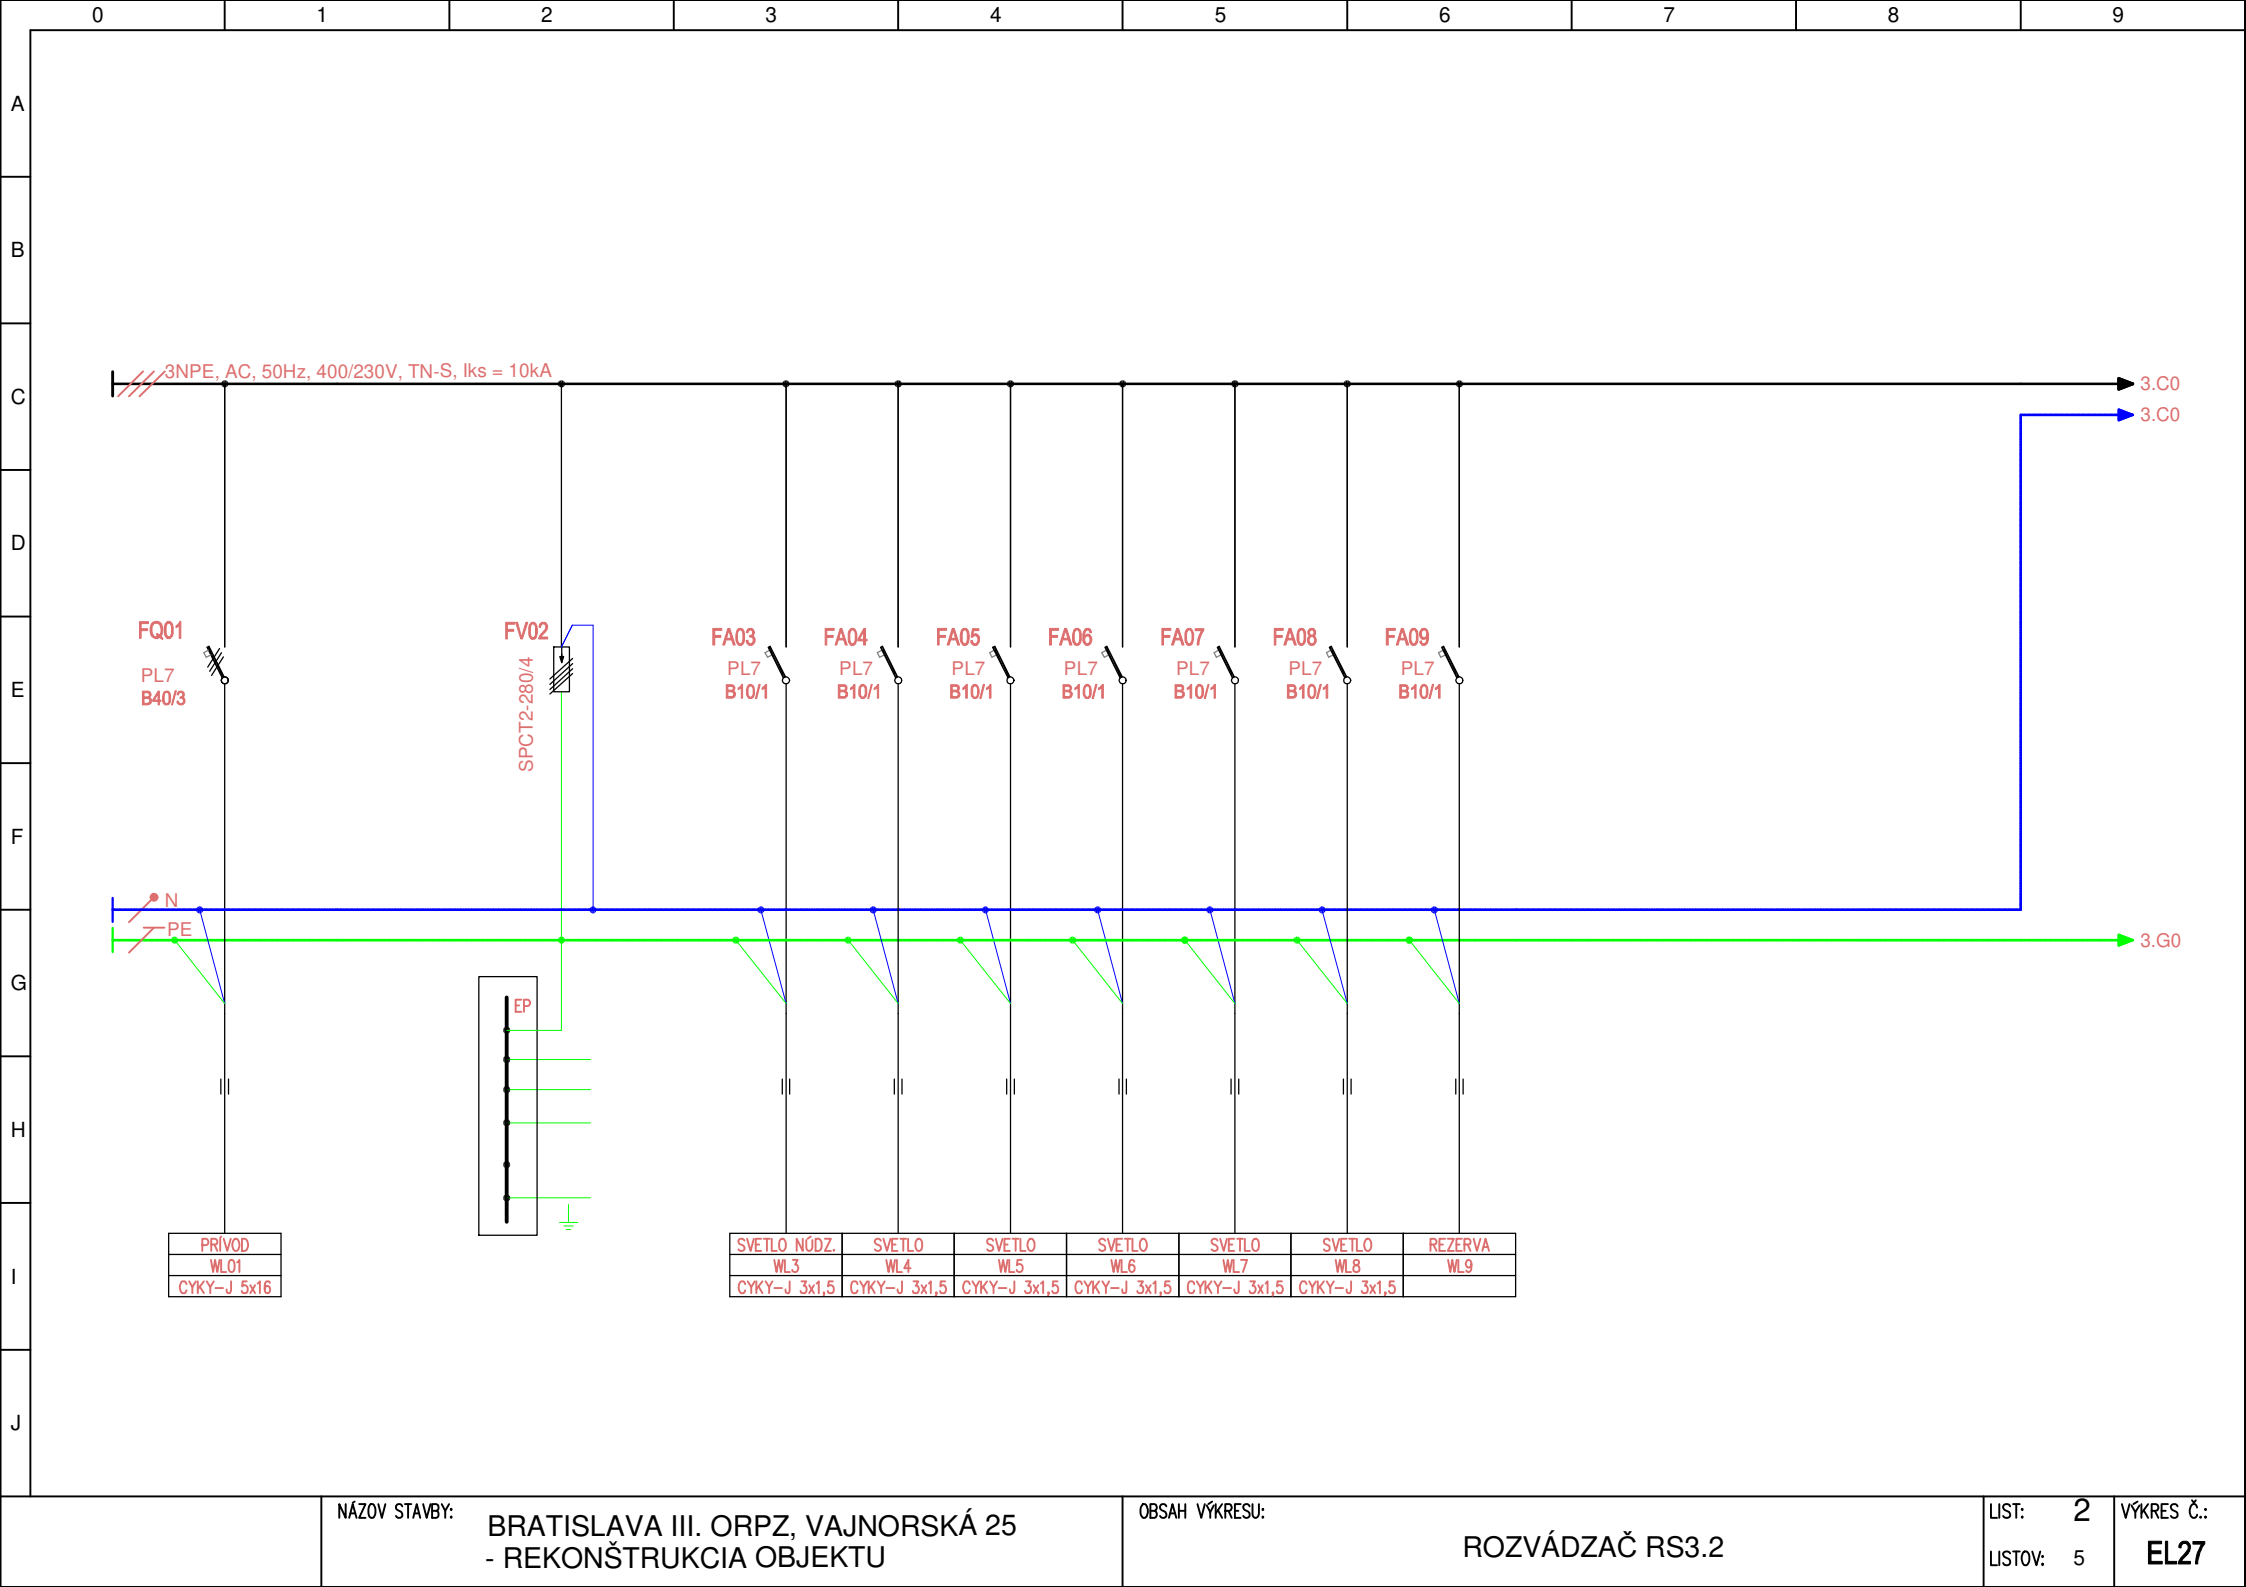 0 1 2 3 4 5 6 7 8 9
A
B
C
D
E
F
G
H
I
J
3NPE, AC, 50Hz, 400/230V, TN-S, Iks = 10kA
3.C0
3.C0
FQ01
PL7
B40/3
FV02
SPCT2-280/4
FA03
PL7
B10/1
FA04
PL7
B10/1
FA05
PL7
B10/1
FA06
PL7
B10/1
FA07
PL7
B10/1
FA08
PL7
B10/1
FA09
PL7
B10/1
N
PE
3.G0
EP
PRÍVOD
WL01
CYKY-J 5x16
SVETLO NÚDZ. SVETLO SVETLO SVETLO SVETLO SVETLO REZERVA
WL3 WL4 WL5 WL6 WL7 WL8 WL9
CYKY-J 3x1,5 CYKY-J 3x1,5 CYKY-J 3x1,5 CYKY-J 3x1,5 CYKY-J 3x1,5 CYKY-J 3x1,5
NÁZOV STAVBY:
BRATISLAVA III. ORPZ, VAJNORSKÁ 25
- REKONŠTRUKCIA OBJEKTU
OBSAH VÝKRESU:
ROZVÁDZAČ RS3.2
LIST: 2
LISTOV: 5
VÝKRES Č.:
EL27